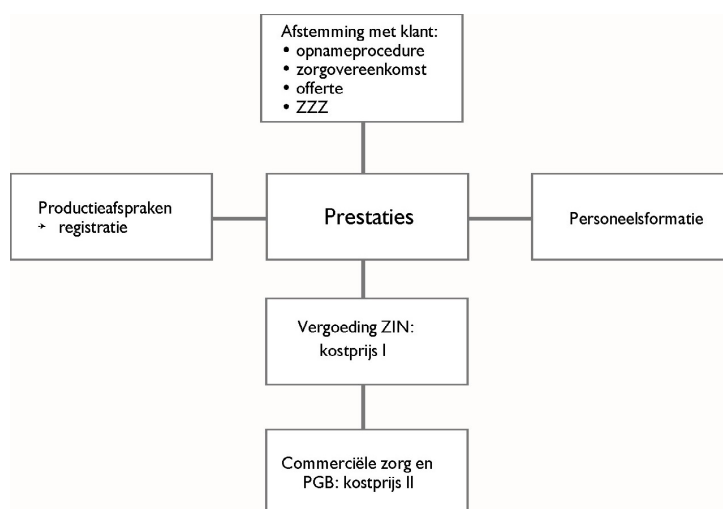 Afstemming met klant:
• opnameprocedure
• zorgovereenkomst
• offerte
• ZZZ
Productieafspraken
→ registratie
Prestaties
Personeelsformatie
Vergoeding ZIN:
kostprijs I
Commerciële zorg en
PGB: kostprijs II